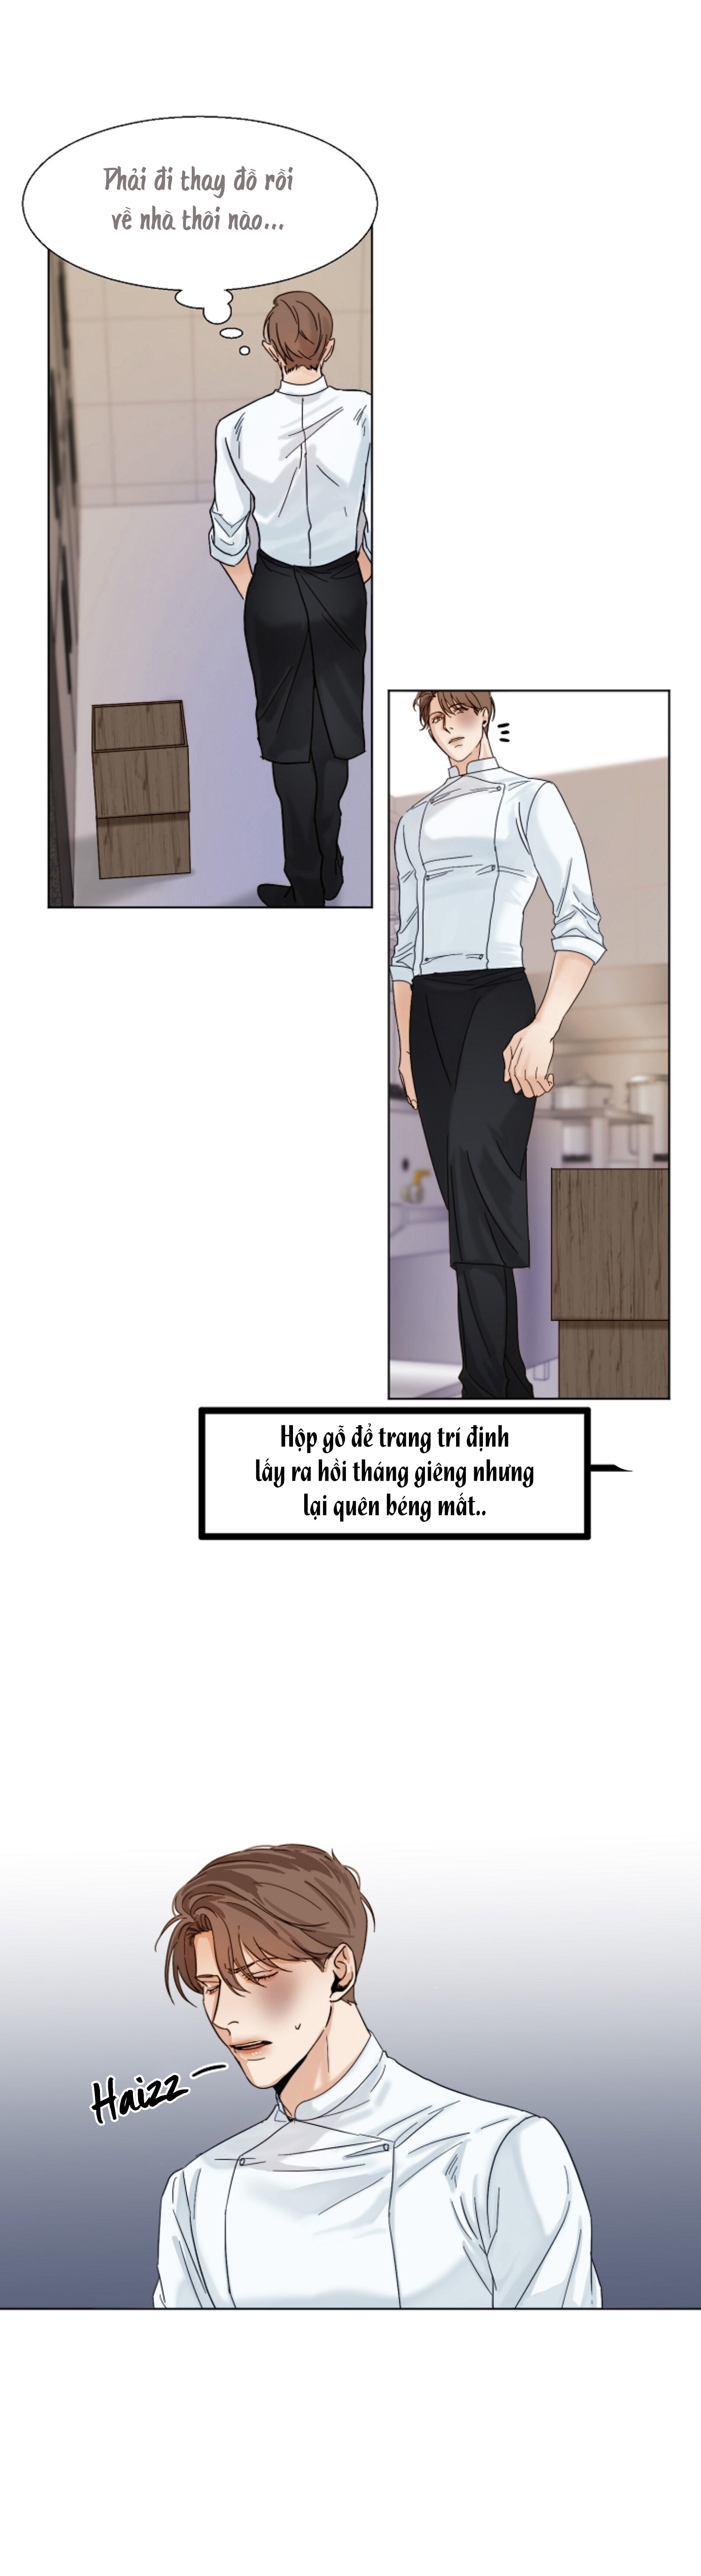 Phải đi thay đồ rồi
về nhà thôi nào...
Hộp gỗ để trang trí định
lấy ra hồi tháng giêng nhưng
lại quên béng mất..
Haizz